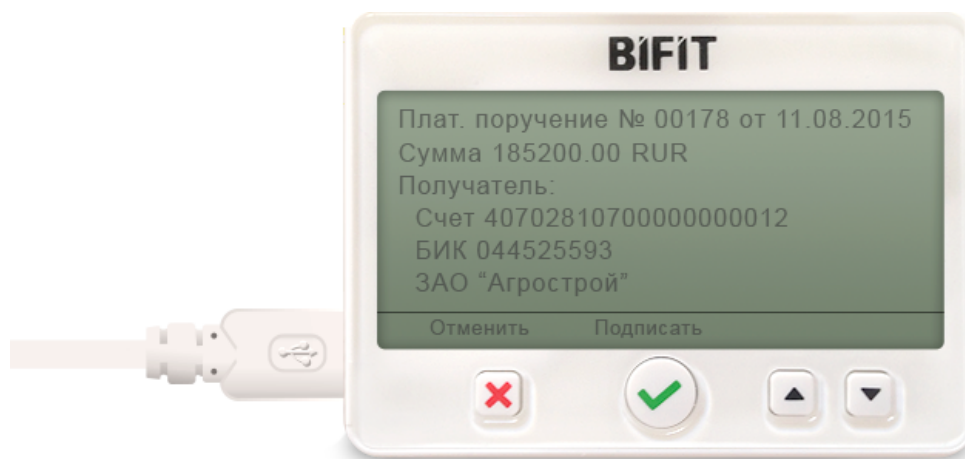 BIFIT
Плат. поручение № 00178 от 11.08.2015
Сумма 185200.00 RUR
Получатель:
Счет 40702810700000000012
БИК 044525593
ЗАО “Агрострой”
Отменить Подписать